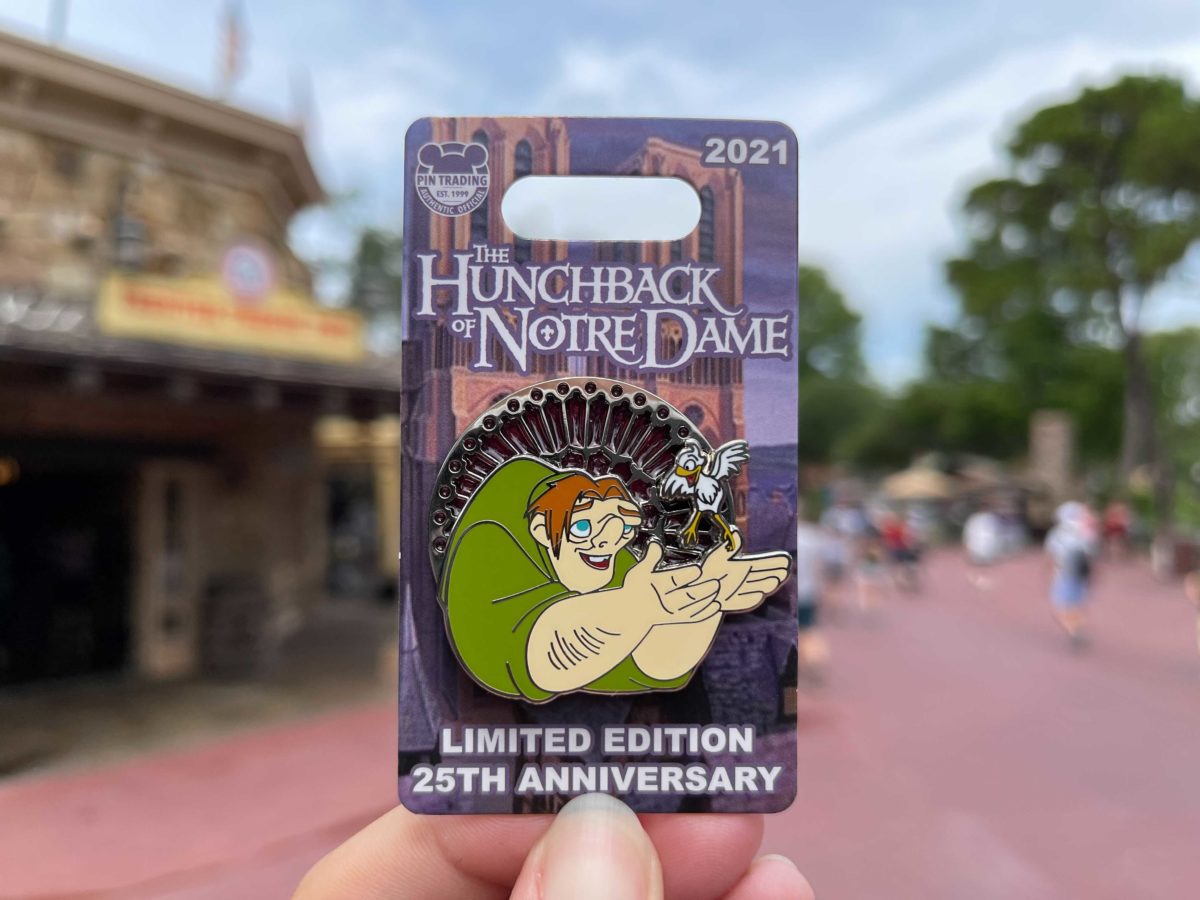 2021
PIN TRADING
EST. 1999
AUTHENTIC OFFICIAL
THE
HUNCHBACK
OF NOTRE DAME
LIMITED EDITION
25TH ANNIVERSARY